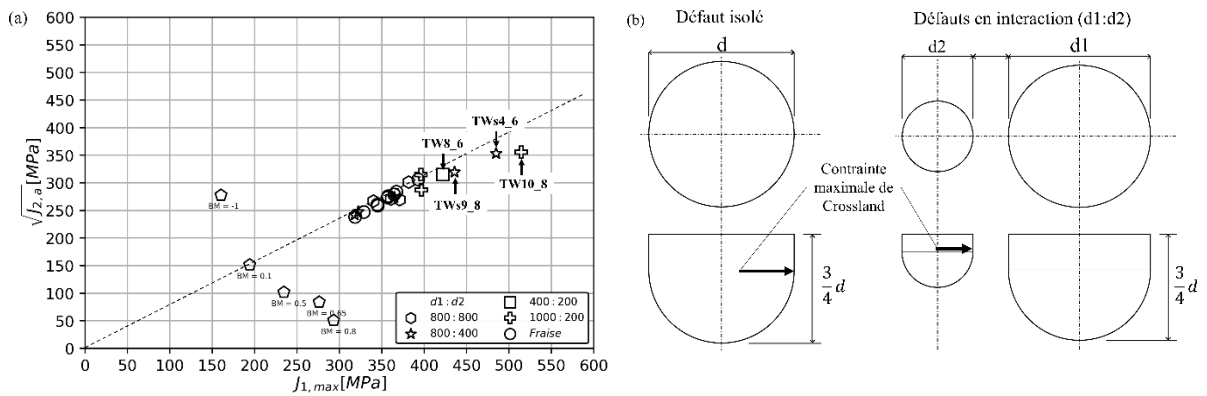 (a)
600
550
500
450
400
350
300
250
200
150
100
50
0
√J2,a [MPa]
0 50 100 150 200 250 300 350 400 450 500 550 600
J1,max [MPa]
TWs4_6
TW8_6
TWs9_8
TW10_8
BM = -1
BM = 0.1
BM = 0.5
BM = 0.65
BM = 0.8
d1 : d2
800 : 800
800 : 400
400 : 200
1000 : 200
Fraise
(b)
Défaut isolé
d
Défauts en interaction (d1:d2)
d2
d1
Contrainte
maximale de
Crossland
3/4 d
3/4 d